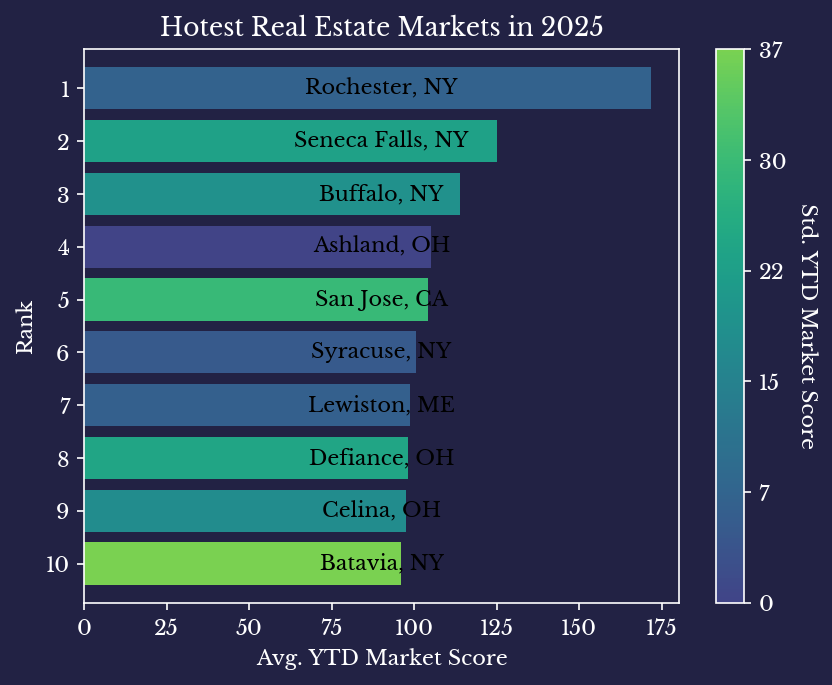 Hotest Real Estate Markets in 2025
Rank
1
Rochester, NY
2
Seneca Falls, NY
3
Buffalo, NY
4
Ashland, OH
5
San Jose, CA
6
Syracuse, NY
7
Lewiston, ME
8
Defiance, OH
9
Celina, OH
10
Batavia, NY
0 25 50 75 100 125 150 175
Avg. YTD Market Score
37
30
22
15
7
0
Std. YTD Market Score